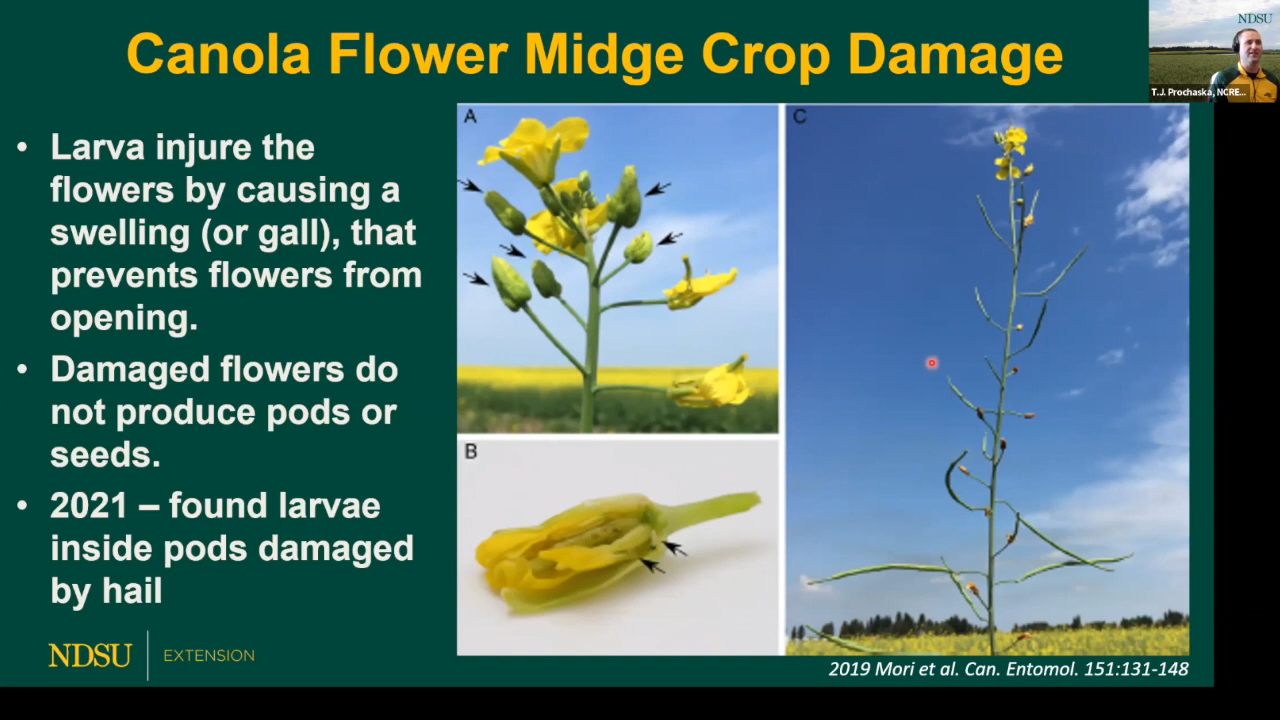 Canola Flower Midge Crop Damage
NDSU
T.J. Prochaska, NCRE...
• Larva injure the
flowers by causing a
swelling (or gall), that
prevents flowers from
opening.
• Damaged flowers do
not produce pods or
seeds.
• 2021 – found larvae
inside pods damaged
by hail
A
B
C
NDSU EXTENSION
2019 Mori et al. Can. Entomol. 151:131-148